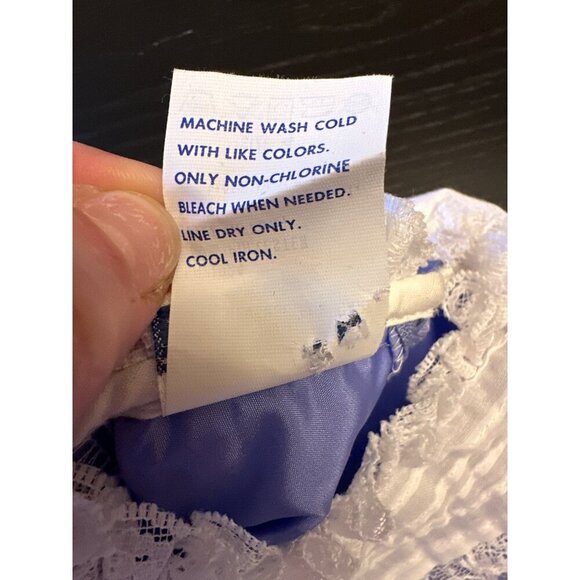 MACHINE WASH COLD
WITH LIKE COLORS.
ONLY NON-CHLORINE
BLEACH WHEN NEEDED.
LINE DRY ONLY.
COOL IRON.